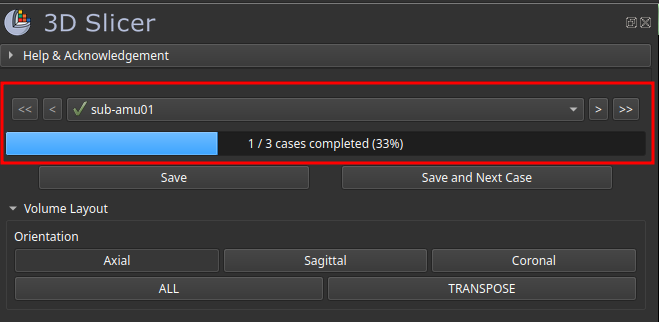 3D Slicer
Help & Acknowledgement
<< < sub-amu01 > >>
1 / 3 cases completed (33%)
Save Save and Next Case
Volume Layout
Orientation
Axial Sagittal Coronal
ALL TRANSPOSE